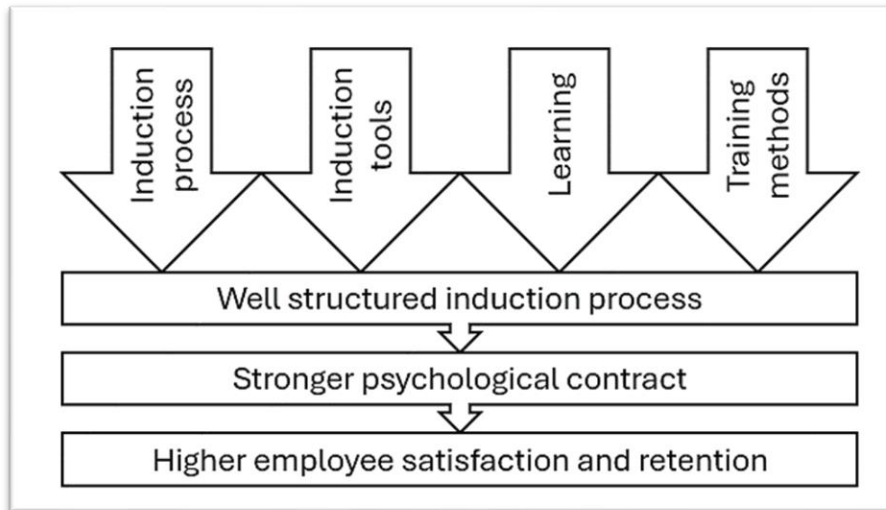 Induction
process
Induction
tools
Learning
Training
methods
Well structured induction process
Stronger psychological contract
Higher employee satisfaction and retention